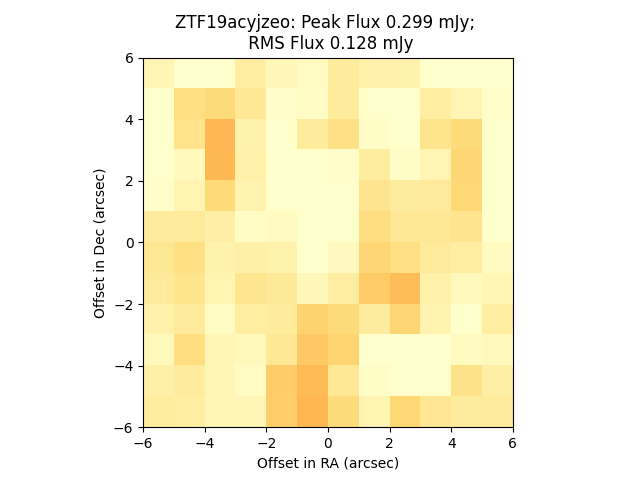 ZTF19acyjzeo: Peak Flux 0.299 mJy;
RMS Flux 0.128 mJy
6
4
2
0
−2
−4
−6
Offset in Dec (arcsec)
−6 −4 −2 0 2 4 6
Offset in RA (arcsec)